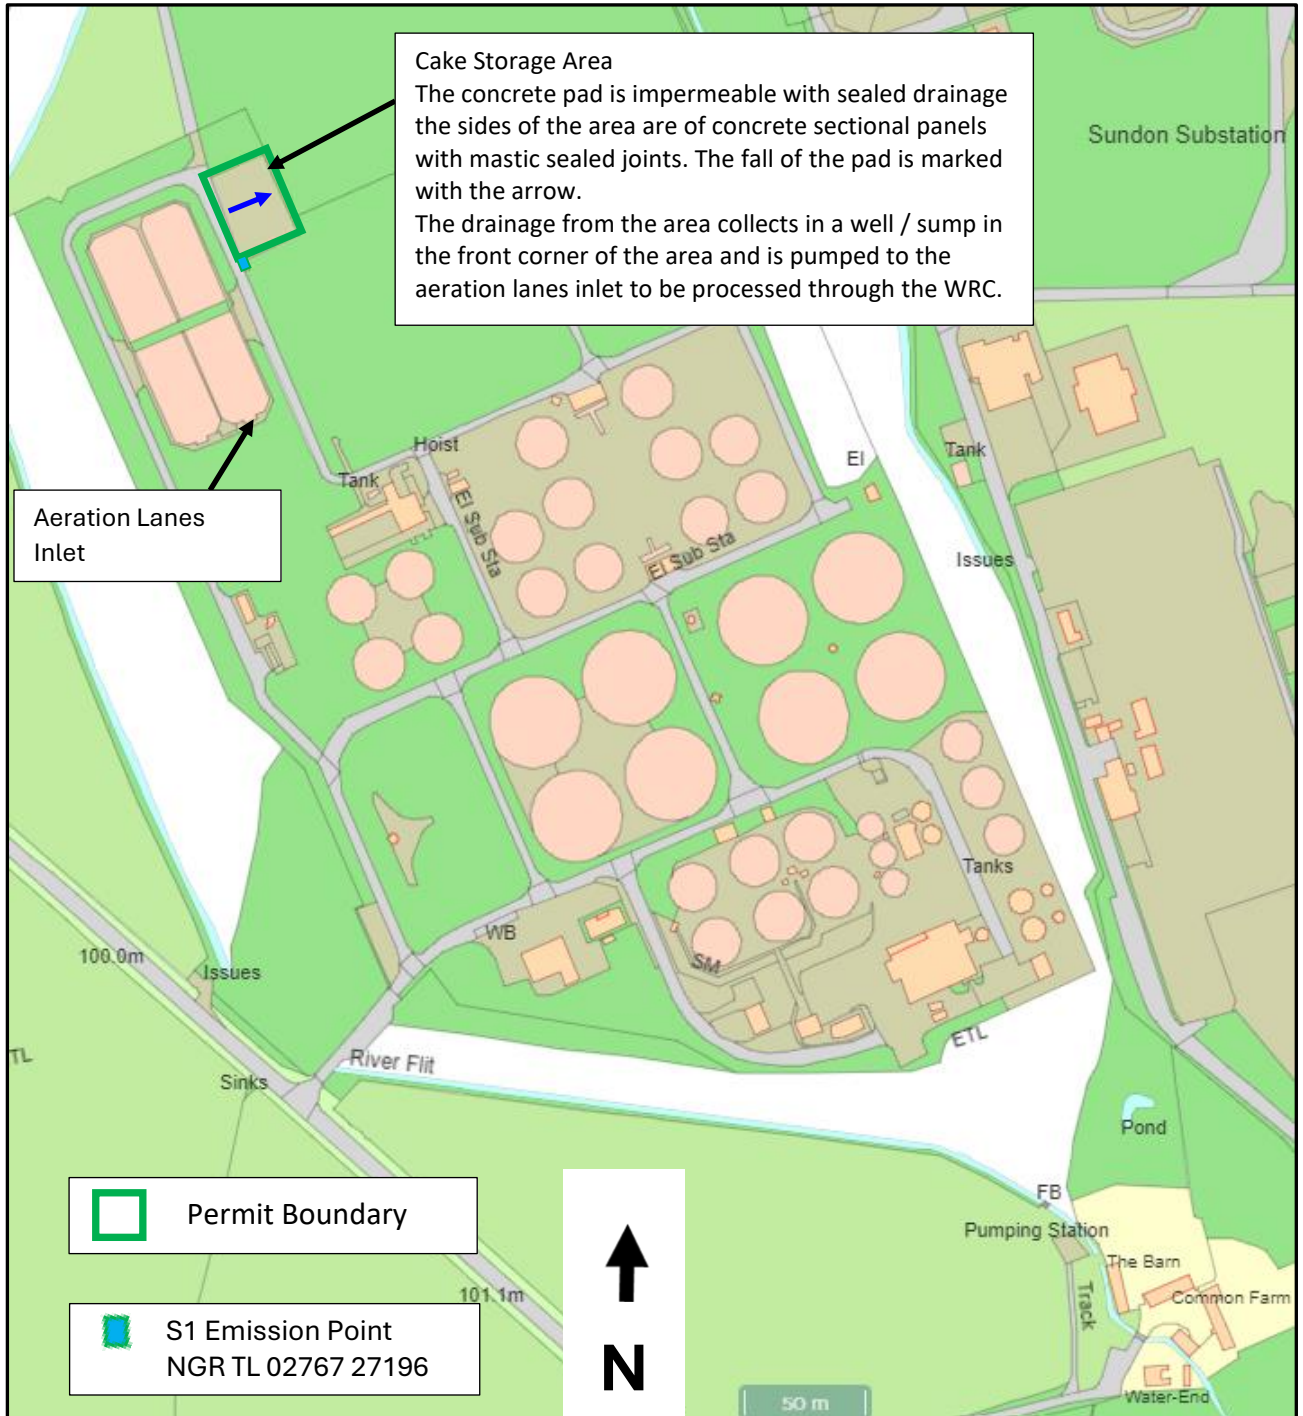 Cake Storage Area
The concrete pad is impermeable with sealed drainage
the sides of the area are of concrete sectional panels
with mastic sealed joints. The fall of the pad is marked
with the arrow.
The drainage from the area collects in a well / sump in
the front corner of the area and is pumped to the
aeration lanes inlet to be processed through the WRC.
Sundon Substation
Hoist
Tank
El Sub Sta
El Sub Sta
El
Tank
Issues
Aeration Lanes
Inlet
Tanks
WB
SM
100.0m
Issues
ETL
TL
River Flit
Sinks
Pond
FB
Pumping Station
The Barn
Track
Common Farm
Water-End
101.1m
Permit Boundary
S1 Emission Point
NGR TL 02767 27196
N
50 m